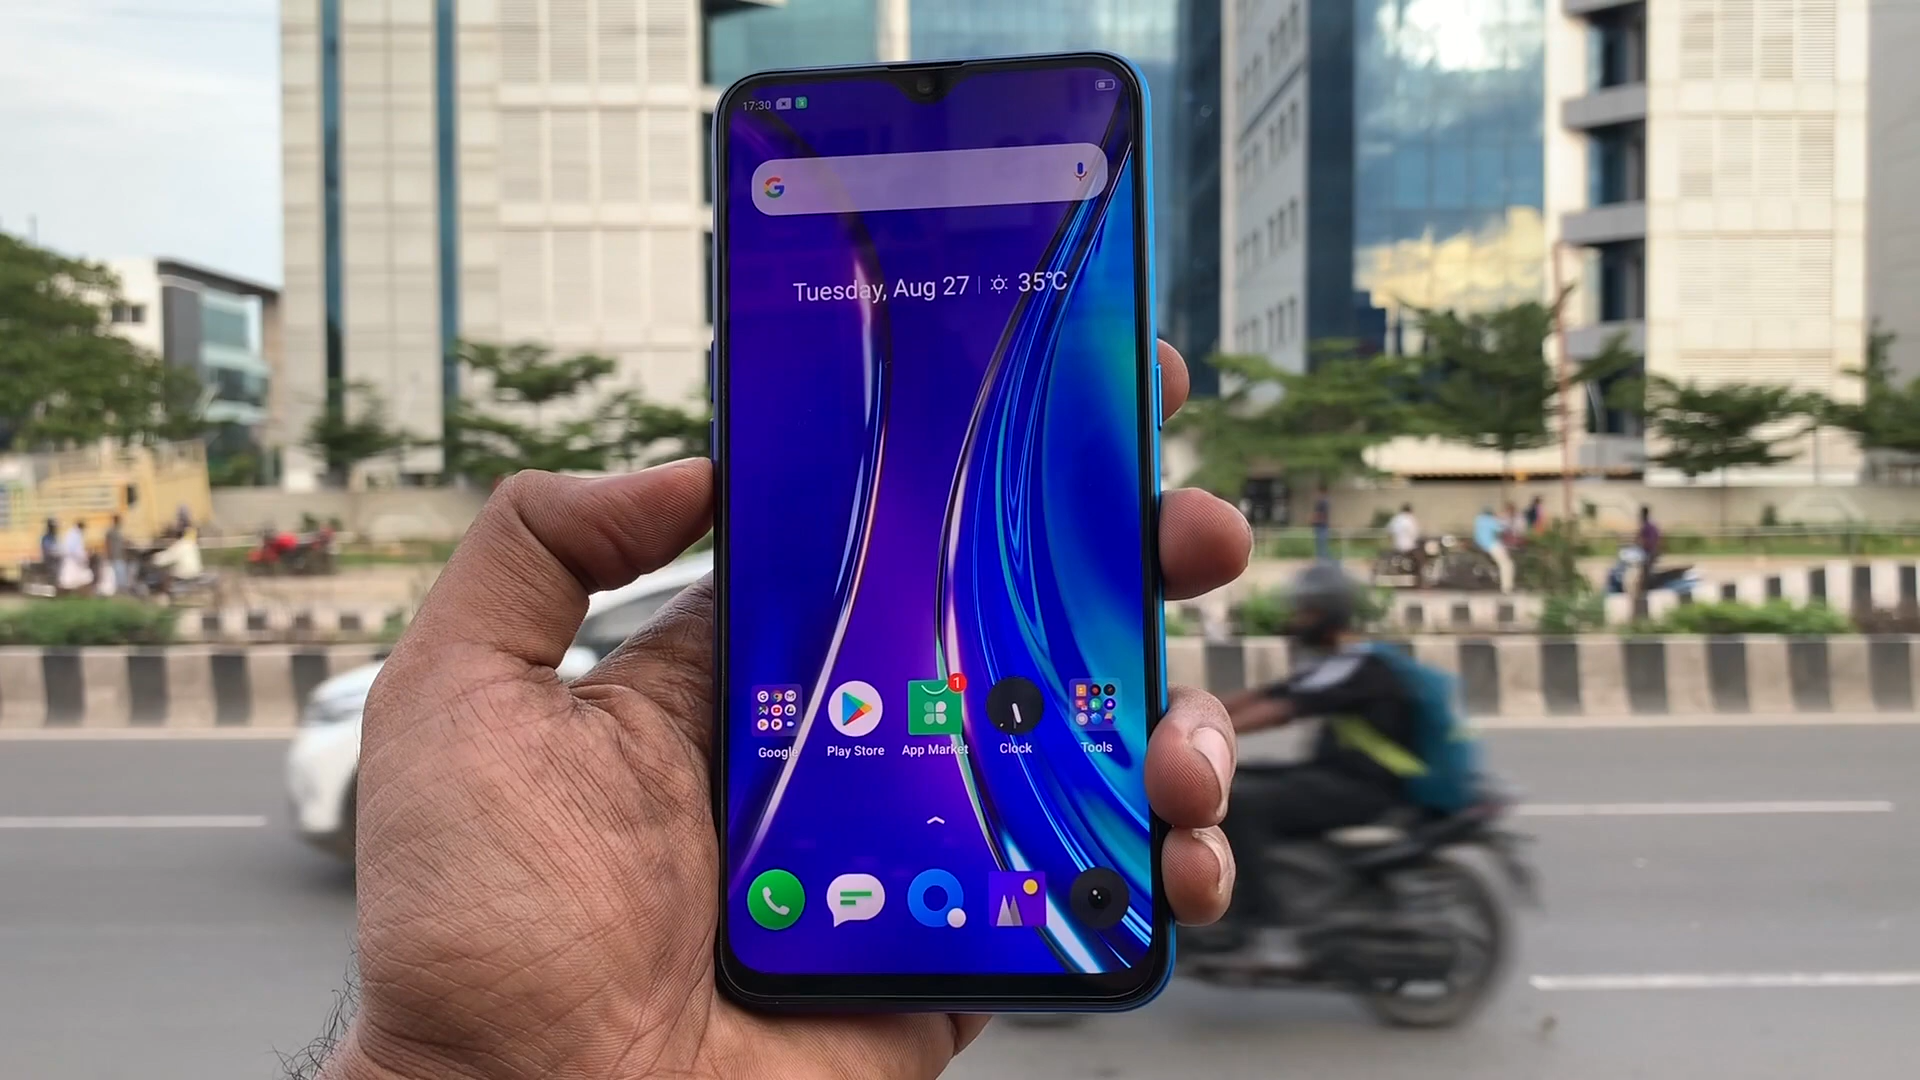 17:30
Tuesday, Aug 27 | 35°C
Google
Play Store
App Market
1
Clock
Tools